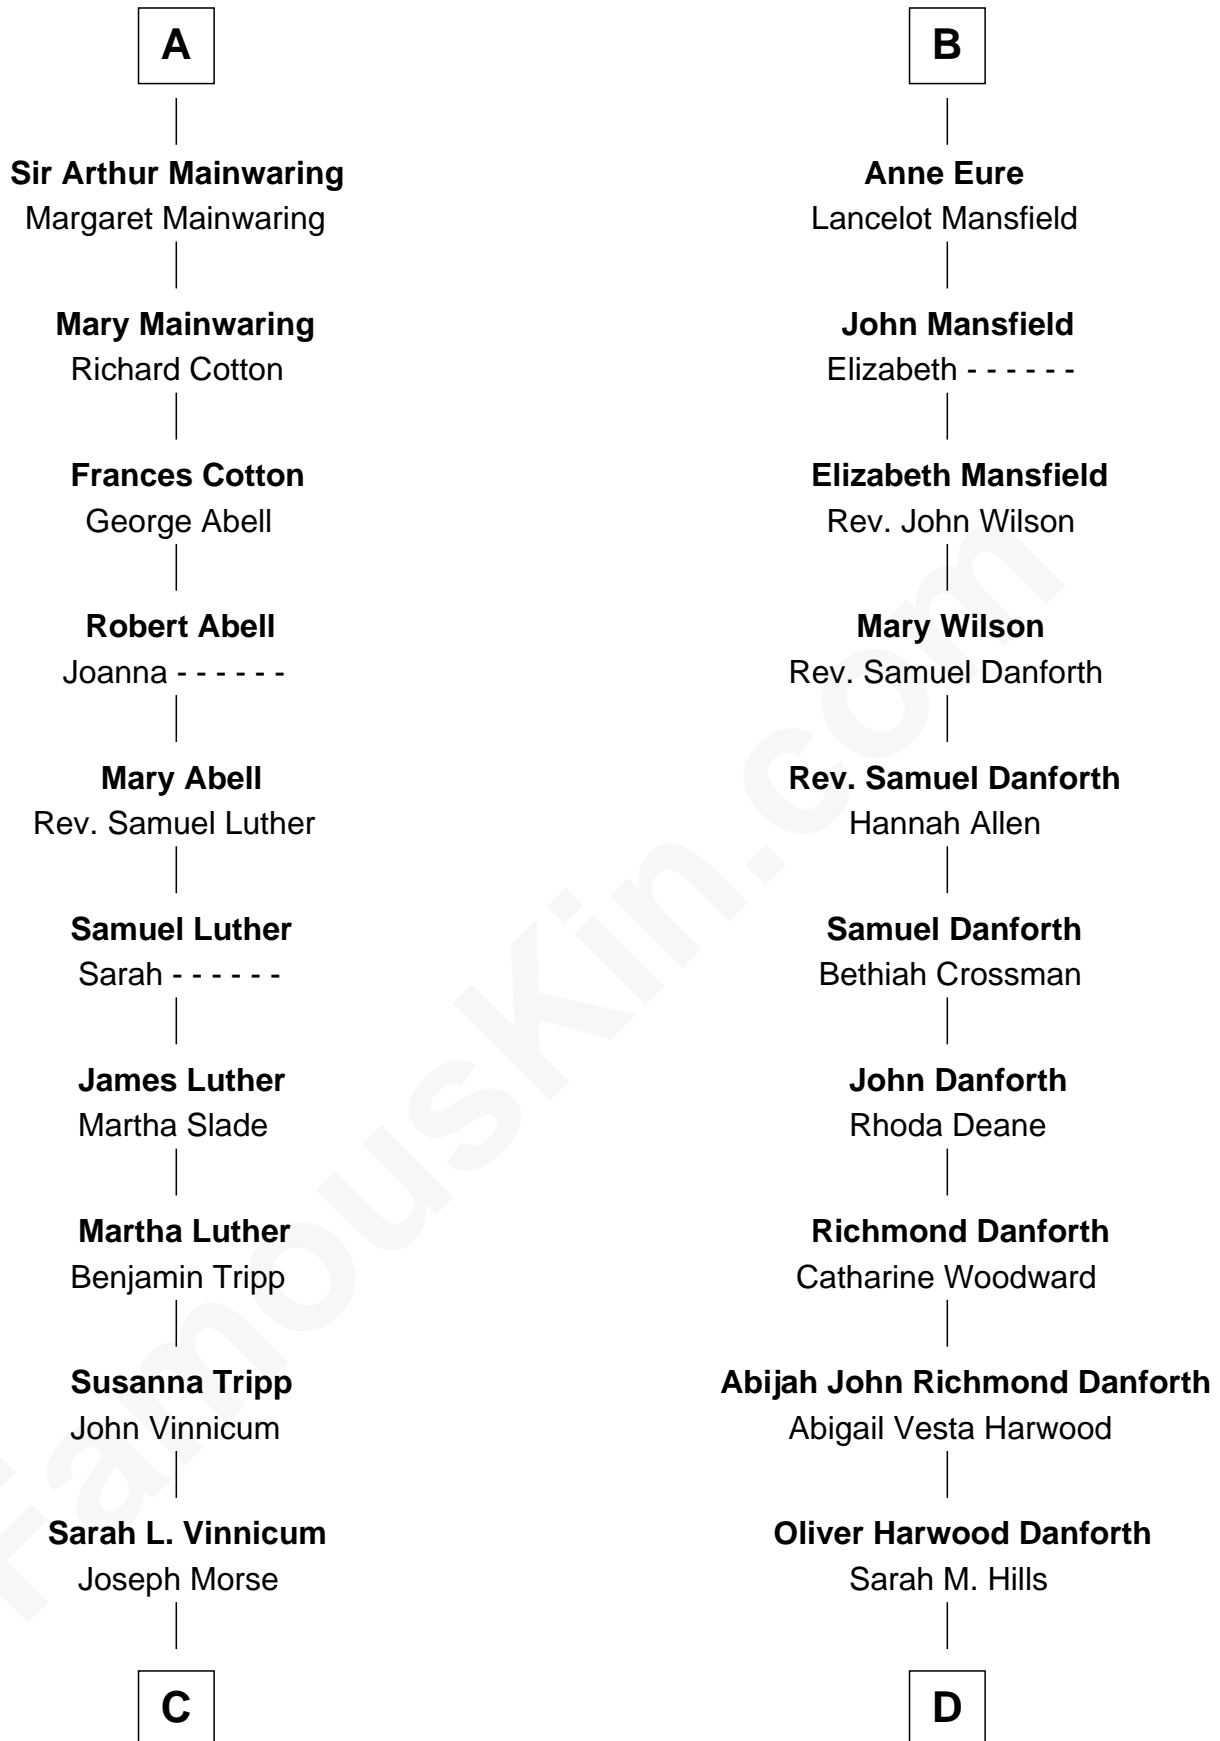 A
Sir Arthur Mainwaring
Margaret Mainwaring
Mary Mainwaring
Richard Cotton
Frances Cotton
George Abell
Robert Abell
Joanna - - - - - -
Mary Abell
Rev. Samuel Luther
Samuel Luther
Sarah - - - - - -
James Luther
Martha Slade
Martha Luther
Benjamin Tripp
Susanna Tripp
John Vinnicum
Sarah L. Vinnicum
Joseph Morse
C
B
Anne Eure
Lancelot Mansfield
John Mansfield
Elizabeth - - - - - -
Elizabeth Mansfield
Rev. John Wilson
Mary Wilson
Rev. Samuel Danforth
Rev. Samuel Danforth
Hannah Allen
Samuel Danforth
Bethiah Crossman
John Danforth
Rhoda Deane
Richmond Danforth
Catharine Woodward
Abijah John Richmond Danforth
Abigail Vesta Harwood
Oliver Harwood Danforth
Sarah M. Hills
D
FamousKin.com